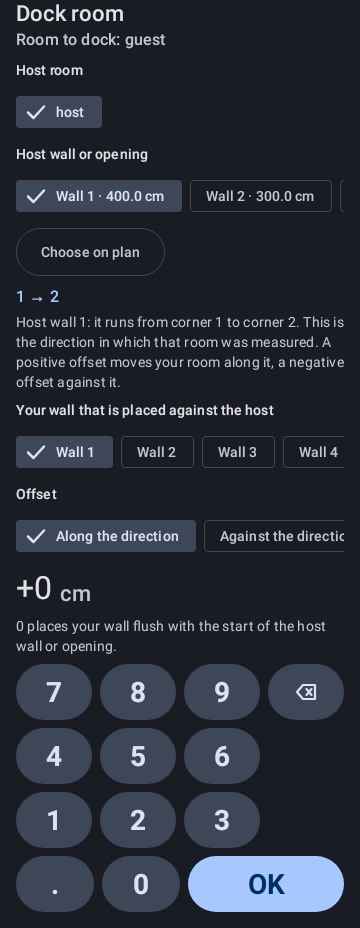 Dock room
Room to dock: guest
Host room
host
Host wall or opening
Wall 1 · 400.0 cm
Wall 2 · 300.0 cm
Choose on plan
1 → 2
Host wall 1: it runs from corner 1 to corner 2. This is
the direction in which that room was measured. A
positive offset moves your room along it, a negative
offset against it.
Your wall that is placed against the host
Wall 1
Wall 2
Wall 3
Wall 4
Offset
Along the direction
Against the directio
+0 cm
0 places your wall flush with the start of the host
wall or opening.
7 8 9
4 5 6
1 2 3
. 0 OK